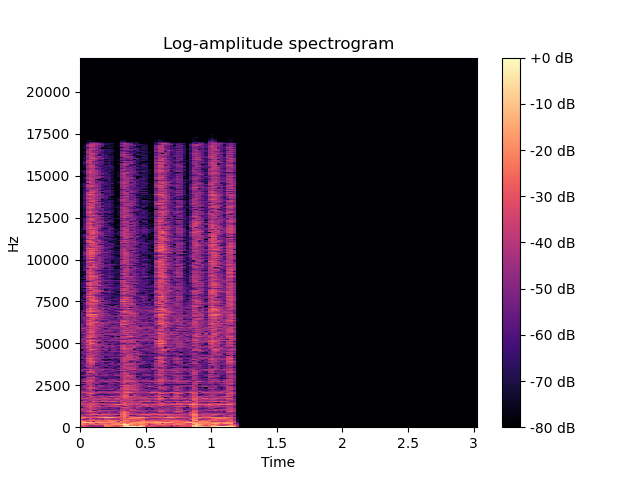 Log-amplitude spectrogram
+0 dB
20000
-10 dB
17500
-20 dB
15000
-30 dB
12500
Hz
-40 dB
10000
-50 dB
7500
-60 dB
5000
2500
-70 dB
0
-80 dB
0 0.5 1 1.5 2 2.5 3
Time